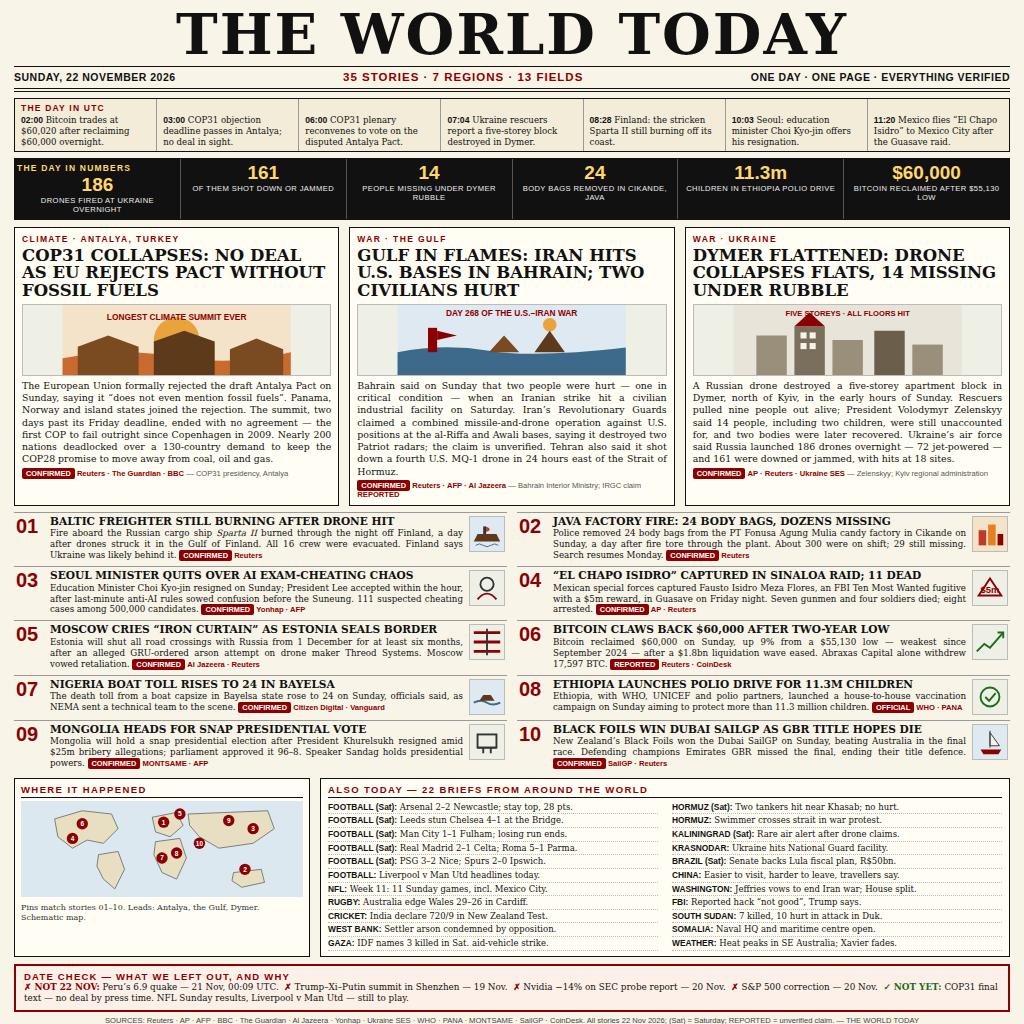 THE WORLD TODAY
SUNDAY, 22 NOVEMBER 2026
35 STORIES · 7 REGIONS · 13 FIELDS
ONE DAY · ONE PAGE · EVERYTHING VERIFIED
THE DAY IN UTC
02:00 Bitcoin trades at
$60,020 after reclaiming
$60,000 overnight.
03:00 COP31 objection
deadline passes in Antalya;
no deal in sight.
06:00 COP31 plenary
reconvenes to vote on the
disputed Antalya Pact.
07:04 Ukraine rescuers
report a five-storey block
destroyed in Dymer.
08:28 Finland: the stricken
Sparta II still burning off its
coast.
10:03 Seoul: education
minister Choi Kyo-jin offers
his resignation.
11:20 Mexico flies “El Chapo
Isidro” to Mexico City after
the Guasave raid.
THE DAY IN NUMBERS
186
DRONES FIRED AT UKRAINE
OVERNIGHT
161
OF THEM SHOT DOWN OR JAMMED
14
PEOPLE MISSING UNDER DYMER
RUBBLE
24
BODY BAGS REMOVED IN CIKANDE,
JAVA
11.3m
CHILDREN IN ETHIOPIA POLIO DRIVE
$60,000
BITCOIN RECLAIMED AFTER $55,130
LOW
CLIMATE · ANTALYA, TURKEY
COP31 COLLAPSES: NO DEAL
AS EU REJECTS PACT WITHOUT
FOSSIL FUELS
LONGEST CLIMATE SUMMIT EVER
The European Union formally rejected the draft Antalya Pact on
Sunday, saying it “does not even mention fossil fuels”. Panama,
Norway and island states joined the rejection. The summit, two
days past its Friday deadline, ended with no agreement — the
first COP to fail outright since Copenhagen in 2009. Nearly 200
nations deadlocked over a 130-country demand to keep the
COP28 promise to move away from coal, oil and gas.
CONFIRMED Reuters · The Guardian · BBC — COP31 presidency, Antalya
WAR · THE GULF
GULF IN FLAMES: IRAN HITS
U.S. BASES IN BAHRAIN; TWO
CIVILIANS HURT
DAY 268 OF THE U.S.–IRAN WAR
Bahrain said on Sunday that two people were hurt — one in
critical condition — when an Iranian strike hit a civilian
industrial facility on Saturday. Iran’s Revolutionary Guards
claimed a combined missile-and-drone operation against U.S.
positions at the al-Riffa and Awali bases, saying it destroyed two
Patriot radars; the claim is unverified. Tehran also said it shot
down a fourth U.S. MQ-1 drone in 24 hours east of the Strait of
Hormuz.
CONFIRMED Reuters · AFP · Al Jazeera — Bahrain Interior Ministry; IRGC claim
REPORTED
WAR · UKRAINE
DYMER FLATTENED: DRONE
COLLAPSES FLATS, 14 MISSING
UNDER RUBBLE
FIVE STOREYS · ALL FLOORS HIT
A Russian drone destroyed a five-storey apartment block in
Dymer, north of Kyiv, in the early hours of Sunday. Rescuers
pulled nine people out alive; President Volodymyr Zelenskyy
said 14 people, including two children, were still unaccounted
for, and two bodies were later recovered. Ukraine’s air force
said Russia launched 186 drones overnight — 72 jet-powered —
and 161 were downed or jammed, with hits at 18 sites.
CONFIRMED AP · Reuters · Ukraine SES — Zelenskyy; Kyiv regional administration
01 BALTIC FREIGHTER STILL BURNING AFTER DRONE HIT
Fire aboard the Russian cargo ship Sparta II burned through the night off Finland, a day
after drones struck it in the Gulf of Finland. All 16 crew were evacuated. Finland says
Ukraine was likely behind it. CONFIRMED Reuters
02 JAVA FACTORY FIRE: 24 BODY BAGS, DOZENS MISSING
Police removed 24 body bags from the PT Fonusa Agung Mulia candy factory in Cikande on
Sunday, a day after fire tore through the plant. About 300 were on shift; 29 still missing.
Search resumes Monday. CONFIRMED Reuters
03 SEOUL MINISTER QUITS OVER AI EXAM-CHEATING CHAOS
Education Minister Choi Kyo-jin resigned on Sunday; President Lee accepted within the hour,
after last-minute anti-AI rules sowed confusion before the Suneung. 111 suspected cheating
cases among 500,000 candidates. CONFIRMED Yonhap · AFP
04 “EL CHAPO ISIDRO” CAPTURED IN SINALOA RAID; 11 DEAD
Mexican special forces captured Fausto Isidro Meza Flores, an FBI Ten Most Wanted fugitive
with a $5m reward, in Guasave on Friday night. Seven gunmen and four soldiers died; eight
arrested. CONFIRMED AP · Reuters
$5m
05 MOSCOW CRIES “IRON CURTAIN” AS ESTONIA SEALS BORDER
Estonia will shut all road crossings with Russia from 1 December for at least six months,
after an alleged GRU-ordered arson attempt on drone maker Threod Systems. Moscow
vowed retaliation. CONFIRMED Al Jazeera · Reuters
06 BITCOIN CLAWS BACK $60,000 AFTER TWO-YEAR LOW
Bitcoin reclaimed $60,000 on Sunday, up 9% from a $55,130 low — weakest since
September 2024 — after a $1.8bn liquidation wave eased. Abraxas Capital alone withdrew
17,597 BTC. REPORTED Reuters · CoinDesk
07 NIGERIA BOAT TOLL RISES TO 24 IN BAYELSA
The death toll from a boat capsize in Bayelsa state rose to 24 on Sunday, officials said, as
NEMA sent a technical team to the scene. CONFIRMED Citizen Digital · Vanguard
08 ETHIOPIA LAUNCHES POLIO DRIVE FOR 11.3M CHILDREN
Ethiopia, with WHO, UNICEF and polio partners, launched a house-to-house vaccination
campaign on Sunday aiming to protect more than 11.3 million children. OFFICIAL WHO · PANA
09 MONGOLIA HEADS FOR SNAP PRESIDENTIAL VOTE
Mongolia will hold a snap presidential election after President Khurelsukh resigned amid
$25m bribery allegations; parliament approved it 96–8. Speaker Sandag holds presidential
powers. CONFIRMED MONTSAME · AFP
10 BLACK FOILS WIN DUBAI SAILGP AS GBR TITLE HOPES DIE
New Zealand’s Black Foils won the Dubai SailGP on Sunday, beating Australia in the final
race. Defending champions Emirates GBR missed the final, ending their title defence.
CONFIRMED SailGP · Reuters
WHERE IT HAPPENED
6
4
1
5
9
3
10
7
8
2
Pins match stories 01–10. Leads: Antalya, the Gulf, Dymer.
Schematic map.
ALSO TODAY — 22 BRIEFS FROM AROUND THE WORLD
FOOTBALL (Sat): Arsenal 2–2 Newcastle; stay top, 28 pts.
FOOTBALL (Sat): Leeds stun Chelsea 4–1 at the Bridge.
FOOTBALL (Sat): Man City 1–1 Fulham; losing run ends.
FOOTBALL (Sat): Real Madrid 2–1 Celta; Roma 5–1 Parma.
FOOTBALL (Sat): PSG 3–2 Nice; Spurs 2–0 Ipswich.
FOOTBALL: Liverpool v Man Utd headlines today.
NFL: Week 11: 11 Sunday games, incl. Mexico City.
RUGBY: Australia edge Wales 29–26 in Cardiff.
CRICKET: India declare 720/9 in New Zealand Test.
WEST BANK: Settler arson condemned by opposition.
GAZA: IDF names 3 killed in Sat. aid-vehicle strike.
HORMUZ (Sat): Two tankers hit near Khasab; no hurt.
HORMUZ: Swimmer crosses strait in war protest.
KALININGRAD (Sat): Rare air alert after drone claims.
KRASNODAR: Ukraine hits National Guard facility.
BRAZIL (Sat): Senate backs Lula fiscal plan, R$50bn.
CHINA: Easier to visit, harder to leave, travellers say.
WASHINGTON: Jeffries vows to end Iran war; House split.
FBI: Reported hack “not good”, Trump says.
SOUTH SUDAN: 7 killed, 10 hurt in attack in Duk.
SOMALIA: Naval HQ and maritime centre open.
WEATHER: Heat peaks in SE Australia; Xavier fades.
DATE CHECK — WHAT WE LEFT OUT, AND WHY
✗ NOT 22 NOV: Peru’s 6.9 quake — 21 Nov, 00:09 UTC. ✗ Trump–Xi–Putin summit in Shenzhen — 19 Nov. ✗ Nvidia −14% on SEC probe report — 20 Nov. ✗ S&P 500 correction — 20 Nov. ✓ NOT YET: COP31 final
text — no deal by press time. NFL Sunday results, Liverpool v Man Utd — still to play.
SOURCES: Reuters · AP · AFP · BBC · The Guardian · Al Jazeera · Yonhap · Ukraine SES · WHO · PANA · MONTSAME · SailGP · CoinDesk. All stories 22 Nov 2026; (Sat) = Saturday; REPORTED = unverified claim. — THE WORLD TODAY